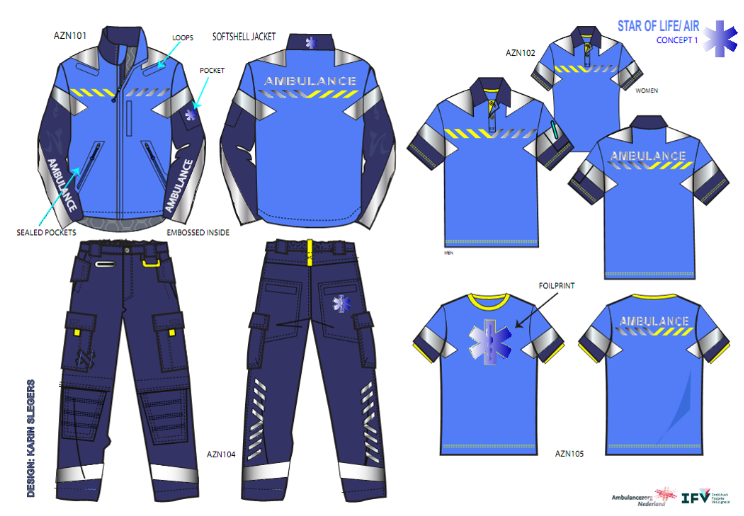 AZN101
LOOPS
SOFTSHELL JACKET
POCKET
AMBULANCE
AMBULANCE
AMBULANCE
SEALED POCKETS
EMBOSSED INSIDE
STAR OF LIFE/ AIR
CONCEPT 1
AZN102
WOMEN
AMBULANCE
MEN
FOILPRINT
AMBULANCE
AZN104
AZN105
DESIGN: KARIN SLEGERS
Ambulancezorg
Nederland
IFV